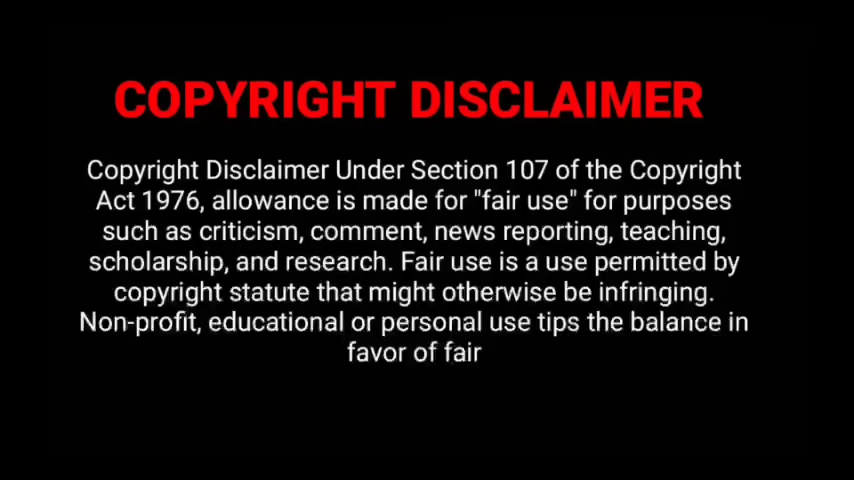 COPYRIGHT DISCLAIMER
Copyright Disclaimer Under Section 107 of the Copyright
Act 1976, allowance is made for "fair use" for purposes
such as criticism, comment, news reporting, teaching,
scholarship, and research. Fair use is a use permitted by
copyright statute that might otherwise be infringing.
Non-profit, educational or personal use tips the balance in
favor of fair